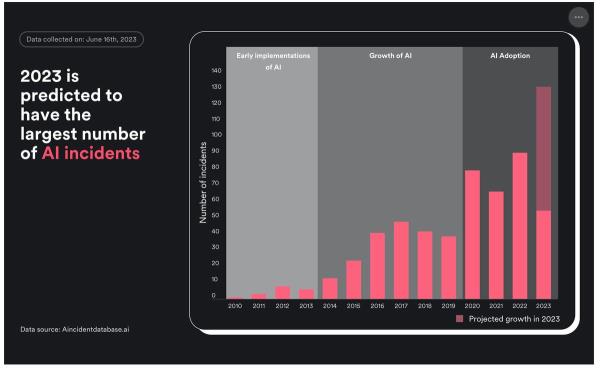 Data collected on: June 16th, 2023
2023 is
predicted to
have the
largest number
of AI incidents
Data source: Aincidentdatabase.ai
Early implementations
of AI
Growth of AI
AI Adoption
Number of incidents
140
130
120
110
100
90
80
70
60
50
40
30
20
10
0
2010 2011 2012 2013 2014 2015 2016 2017 2018 2019 2020 2021 2022 2023
Projected growth in 2023